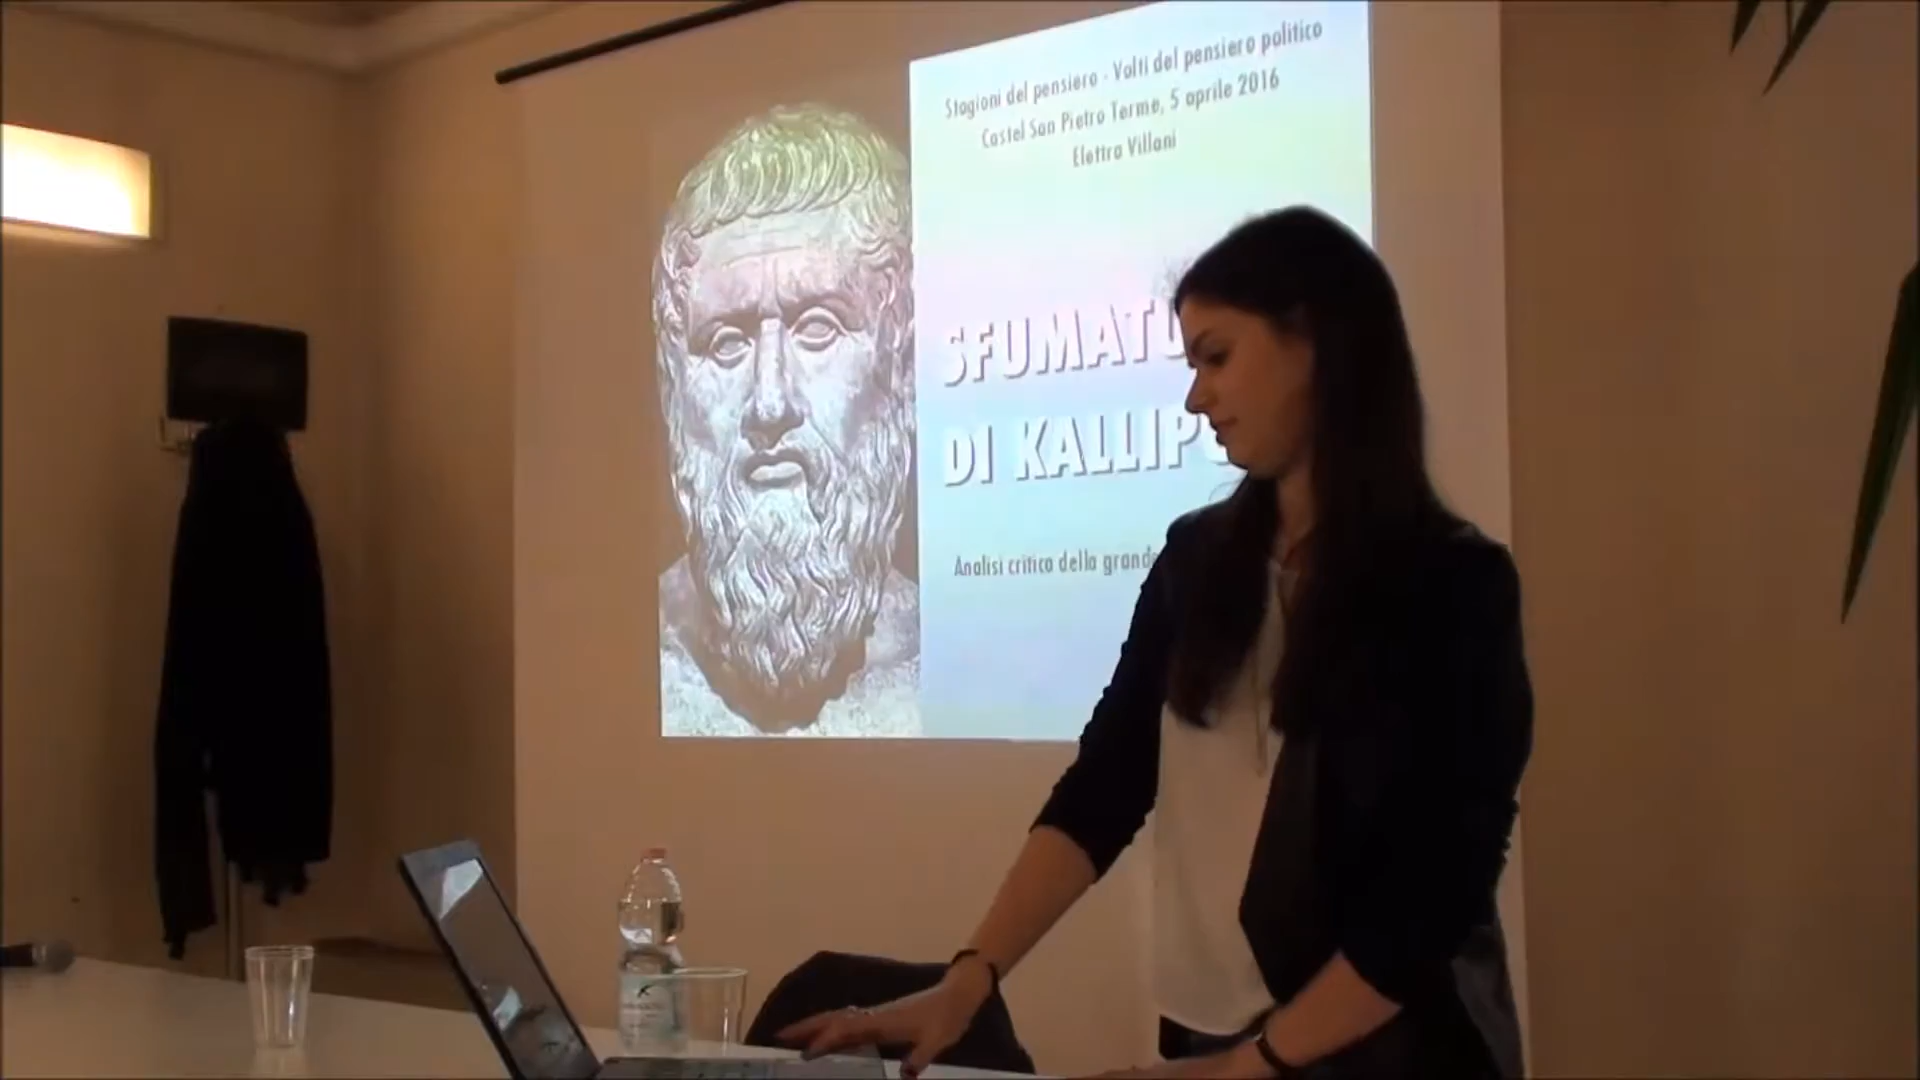 Stagioni del pensiero - Volti del pensiero politico
Castel San Pietro Terme, 5 aprile 2016
Elettra Villani
SFUMATU
DI KALLIP
Analisi critica della grande